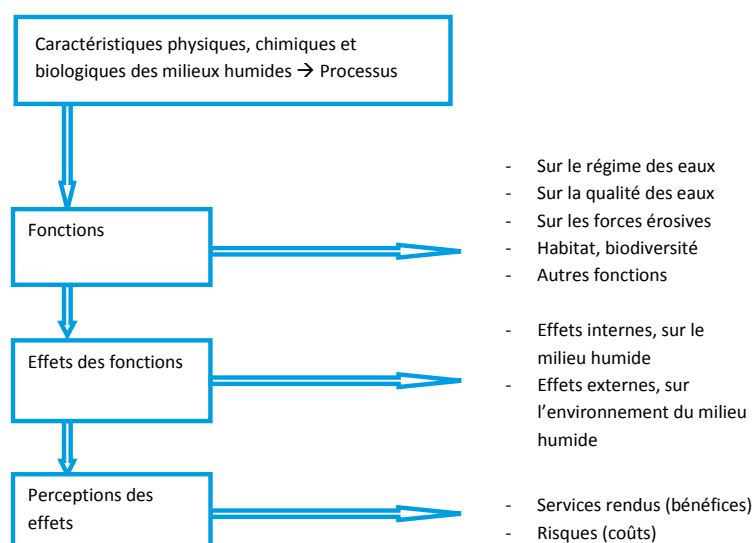 Caractéristiques physiques, chimiques et
biologiques des milieux humides → Processus
Fonctions
- Sur le régime des eaux
- Sur la qualité des eaux
- Sur les forces érosives
- Habitat, biodiversité
- Autres fonctions
Effets des fonctions
- Effets internes, sur le
milieu humide
- Effets externes, sur
l’environnement du milieu
humide
Perceptions des
effets
- Services rendus (bénéfices)
- Risques (coûts)